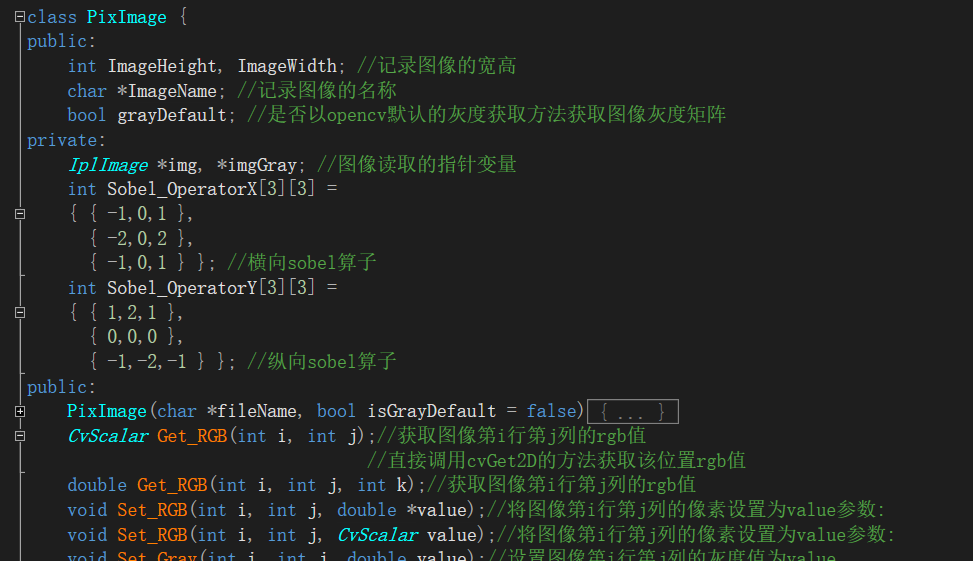 class PixImage {
public:
int ImageHeight, ImageWidth; //记录图像的宽高
char *ImageName; //记录图像的名称
bool grayDefault; //是否以opencv默认的灰度获取方法获取图像灰度矩阵
private:
IplImage *img, *imgGray; //图像读取的指针变量
int Sobel_OperatorX[3][3] =
{ { -1,0,1 },
{ -2,0,2 },
{ -1,0,1 } }; //横向sobel算子
int Sobel_OperatorY[3][3] =
{ { 1,2,1 },
{ 0,0,0 },
{ -1,-2,-1 } }; //纵向sobel算子
public:
PixImage(char *fileName, bool isGrayDefault = false){ ... }
CvScalar Get_RGB(int i, int j);//获取图像第i行第j列的rgb值
//直接调用cvGet2D的方法获取该位置rgb值
double Get_RGB(int i, int j, int k);//获取图像第i行第j列的rgb值
void Set_RGB(int i, int j, double *value);//将图像第i行第j列的像素设置为value参数:
void Set_RGB(int i, int j, CvScalar value);//将图像第i行第j列的像素设置为value参数:
void Set_Gray(int i, int j, double value);//设置图像第i行第j列的灰度值为value